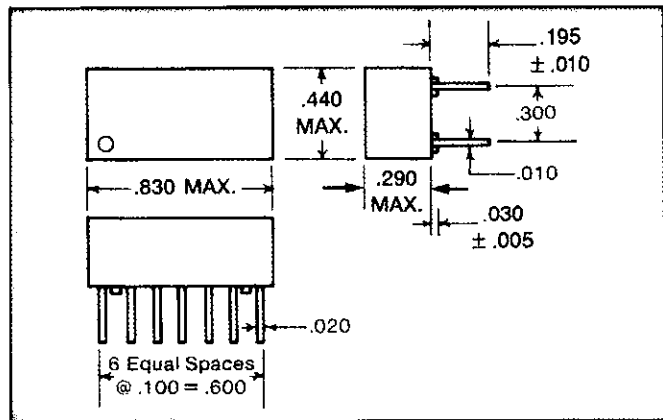 .195
± .010
.440
MAX.
.300
.830 MAX.
.290
MAX.
.010
.030
± .005
.020
6 Equal Spaces
@ .100 = .600